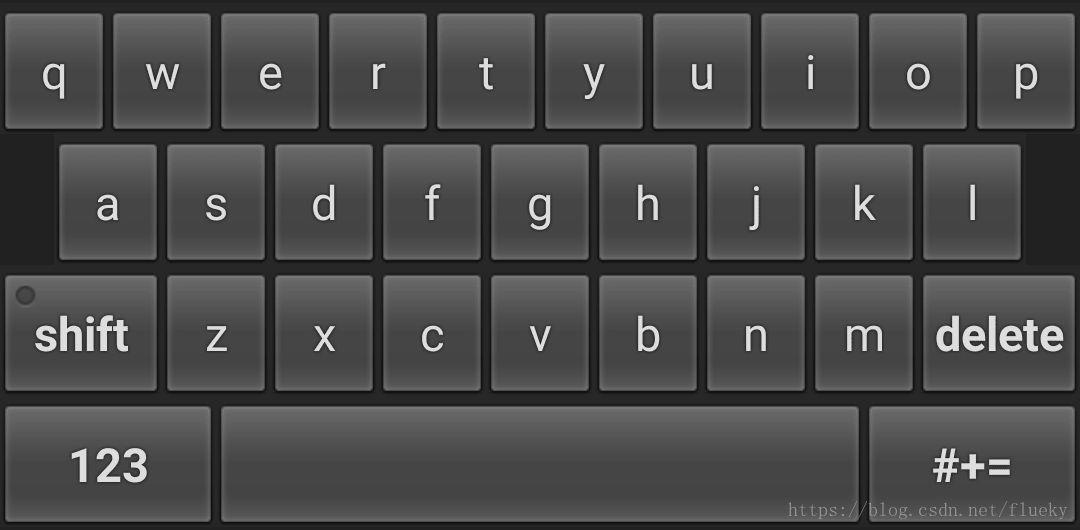 q w e r t y u i o p
a s d f g h j k l
shift z x c v b n m delete
123 #+=
https://blog.csdn.net/flueky